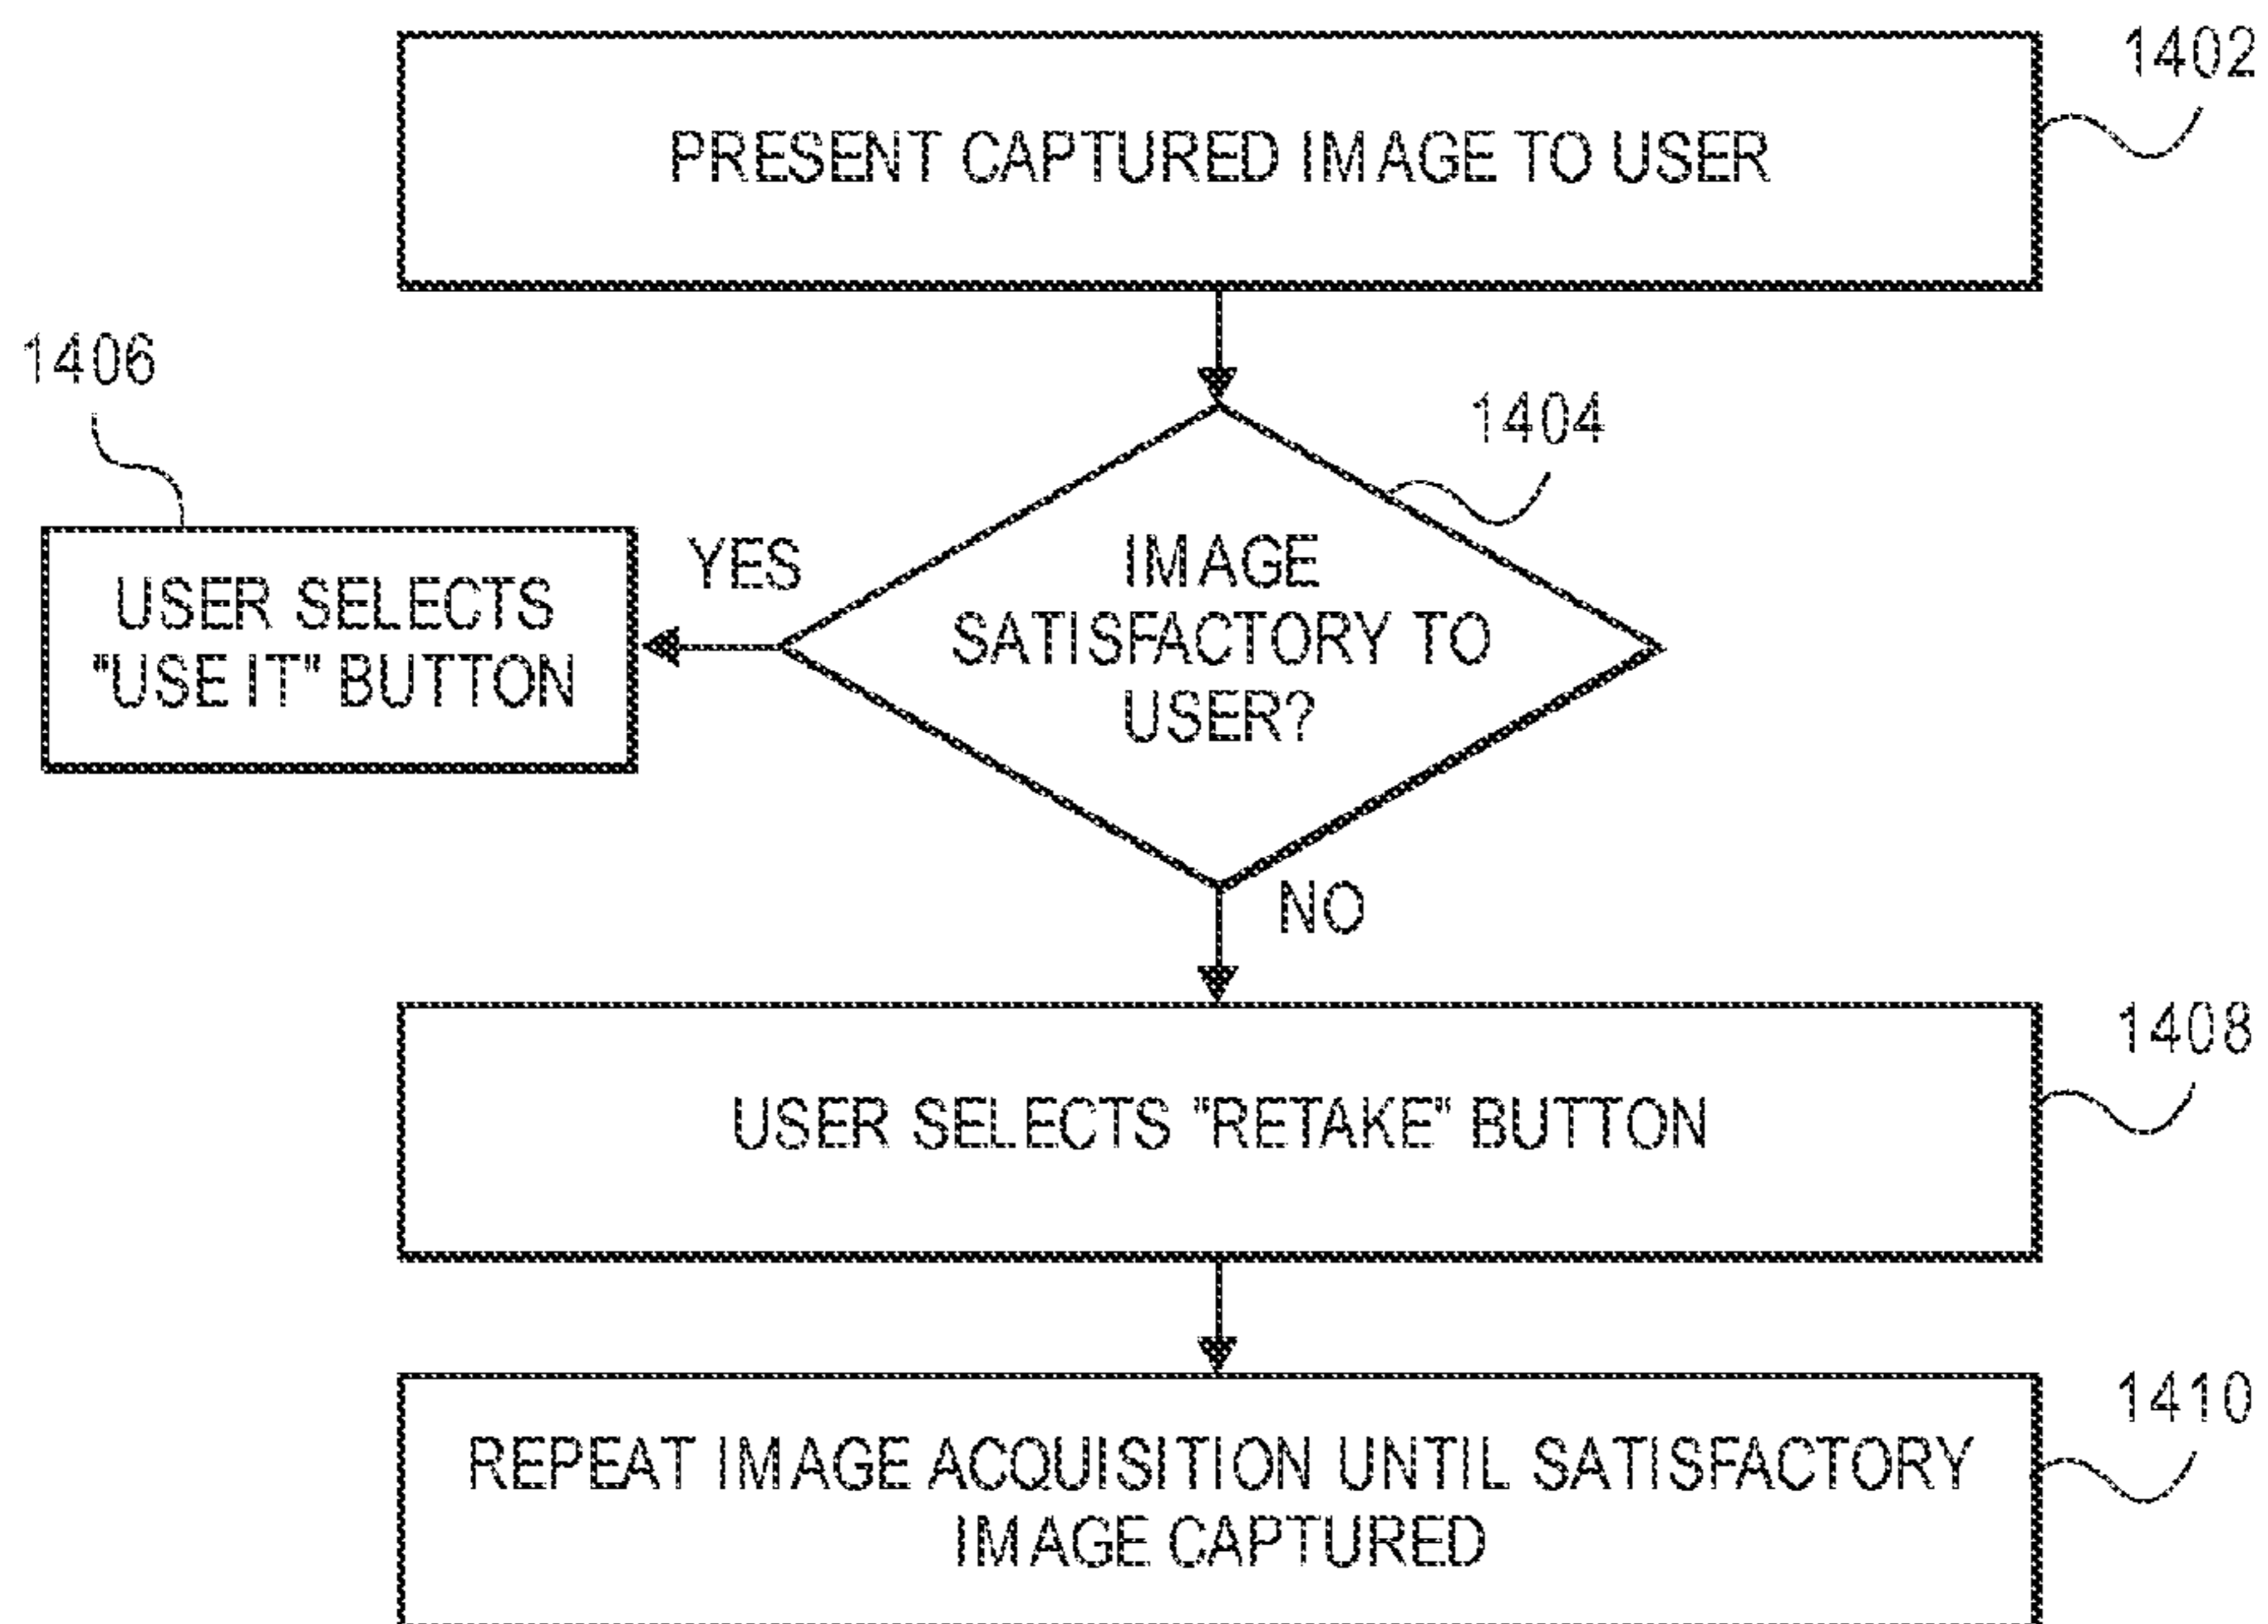 1402
PRESENT CAPTURED IMAGE TO USER
1406
1404
YES
IMAGE
SATISFACTORY TO
USER?
USER SELECTS
"USE IT" BUTTON
NO
1408
USER SELECTS "RETAKE" BUTTON
1410
REPEAT IMAGE ACQUISITION UNTIL SATISFACTORY
IMAGE CAPTURED